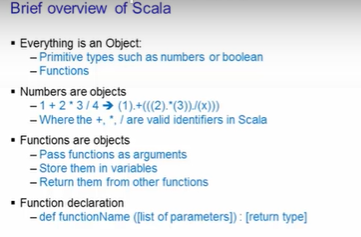 Brief overview of Scala
▪ Everything is an Object:
– Primitive types such as numbers or boolean
– Functions
▪ Numbers are objects
– 1 + 2 * 3 / 4 → (1).+(((2).*(3))./(x)))
– Where the +, *, / are valid identifiers in Scala
▪ Functions are objects
– Pass functions as arguments
– Store them in variables
– Return them from other functions
▪ Function declaration
– def functionName ([list of parameters]) : [return type]